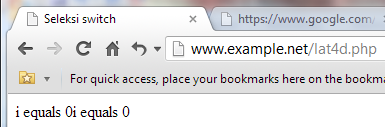 Seleksi switch
https://www.google.com/
www.example.net/lat4d.php
For quick access, place your bookmarks here on the bookma
i equals 0i equals 0